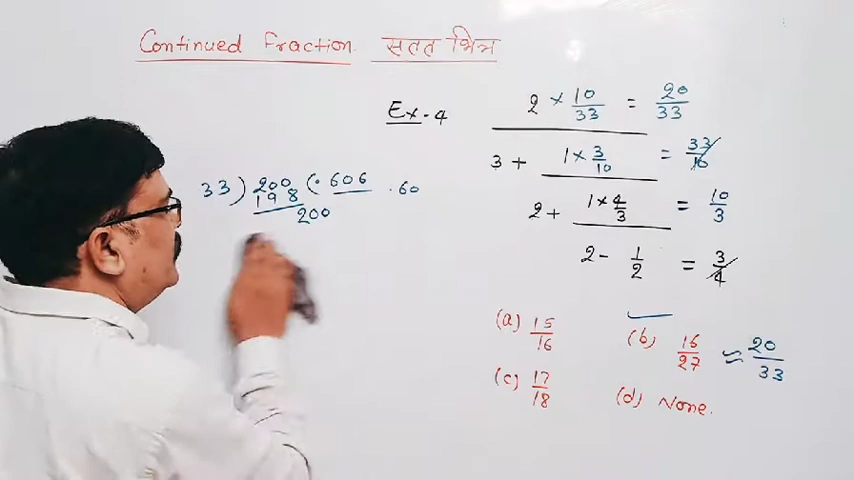 Continued Fraction सतत भिन्न
Ex-4
2 × 10/33 = 20/33
3 + 1 × 3/10 = 33/10
2 + 1 × 4/3 = 10/3
2 - 1/2 = 3/4
33) 200 (.606 .60
198
200
(a) 15/16 (b) 16/27 ≈ 20/33
(c) 17/18 (d) None.